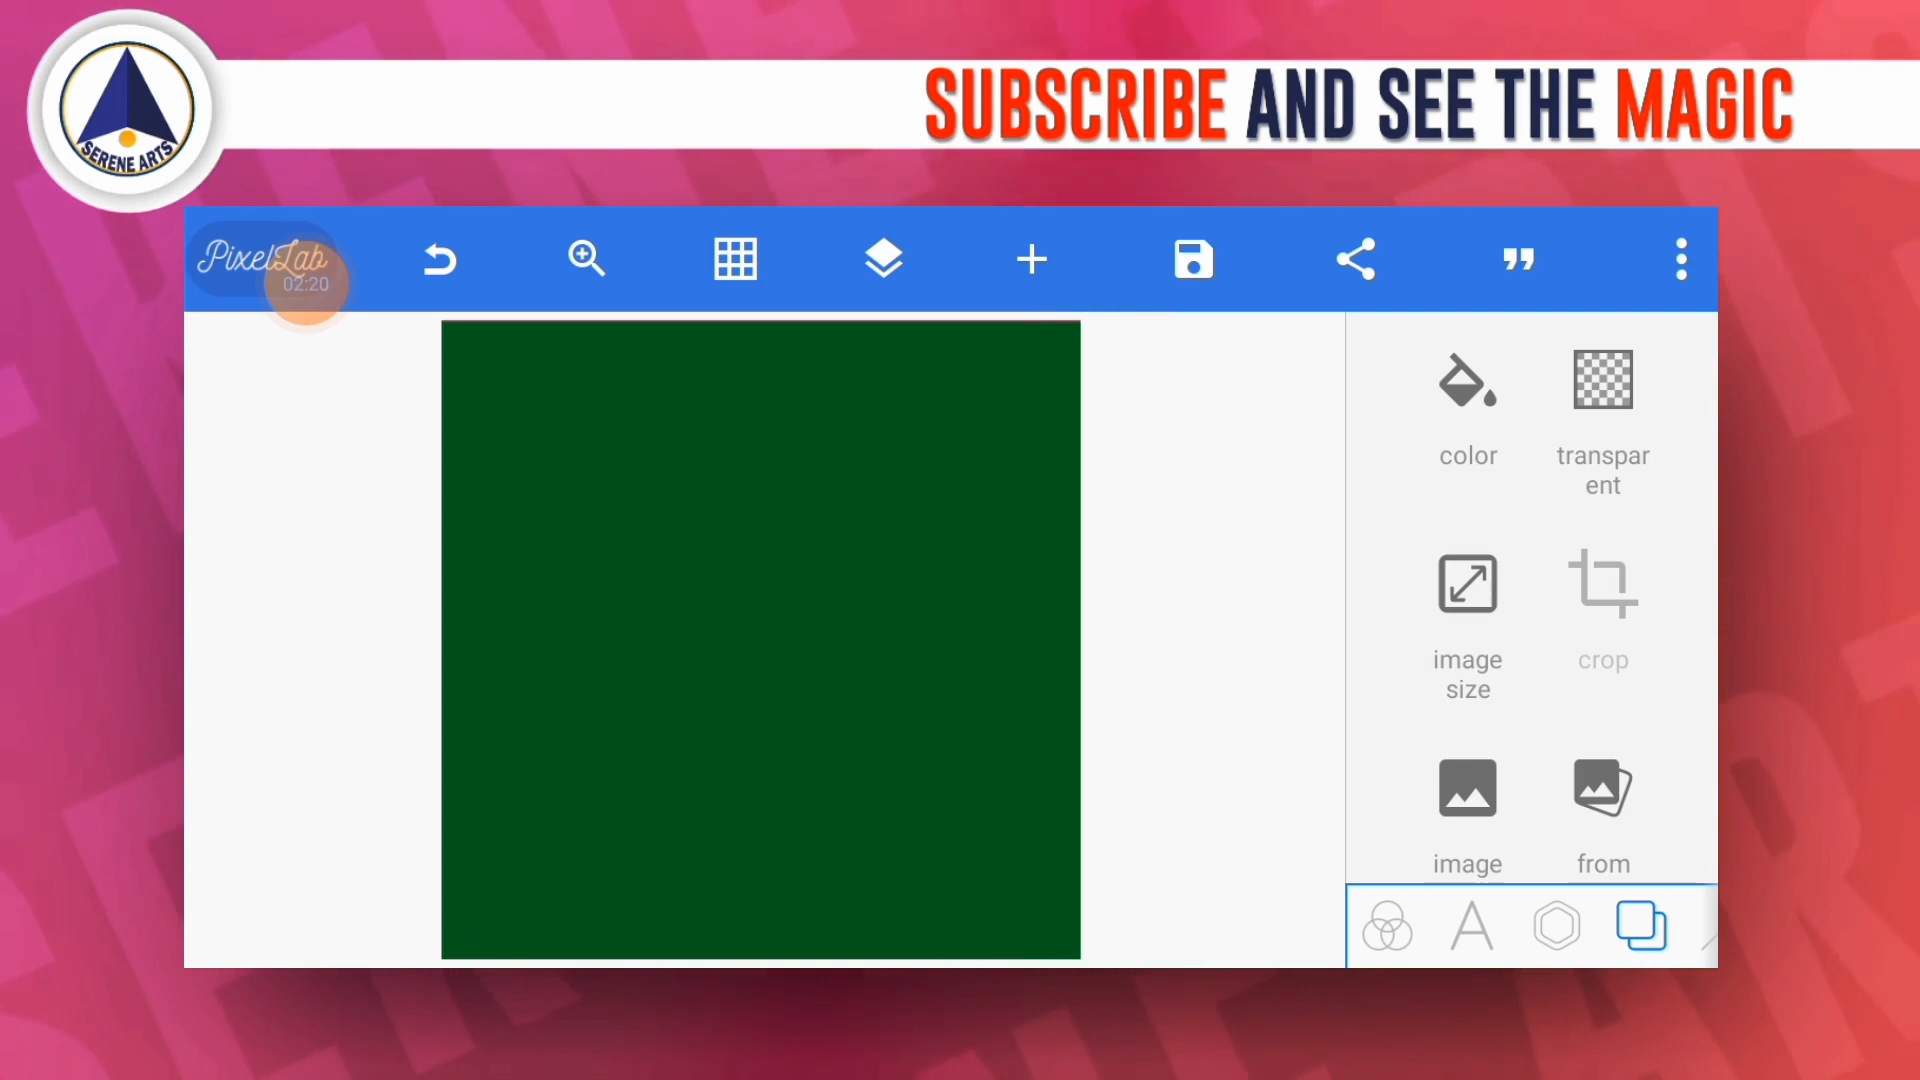 SUBSCRIBE AND SEE THE MAGIC
SERENE ARTS
PixelLab
02:20
color
transpar
ent
image
size
crop
image
from